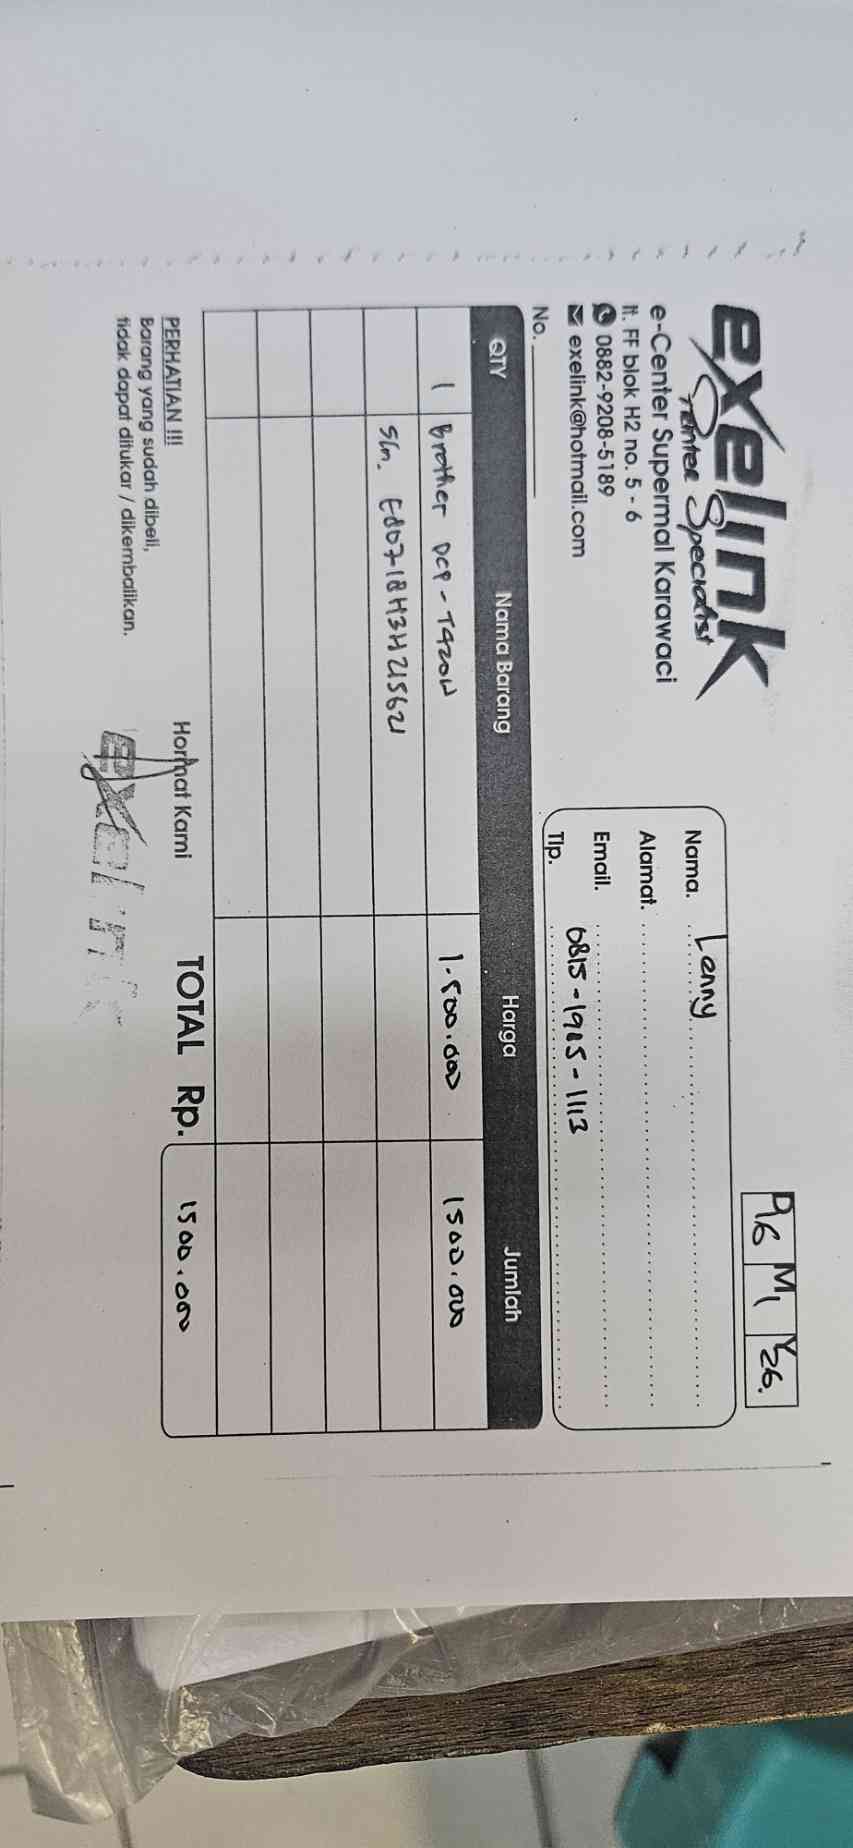 exelink
Printer Specialist
e-Center Supermal Karawaci
lt. FF blok H2 no. 5 - 6
0882-9208-5189
exelink@hotmail.com
No.
D M Y
16 1 26.
Nama. Lenny
Alamat.
Email.
Tlp. 0815-1905-1113
QTY Nama Barang Harga Jumlah
1 Brother DCP-T420W 1.500.000 1500.000
S/n. E80718H3H215621
PERHATIAN !!!
Barang yang sudah dibeli,
tidak dapat ditukar / dikembalikan.
Hormat Kami
exelink
TOTAL Rp. 1500.000